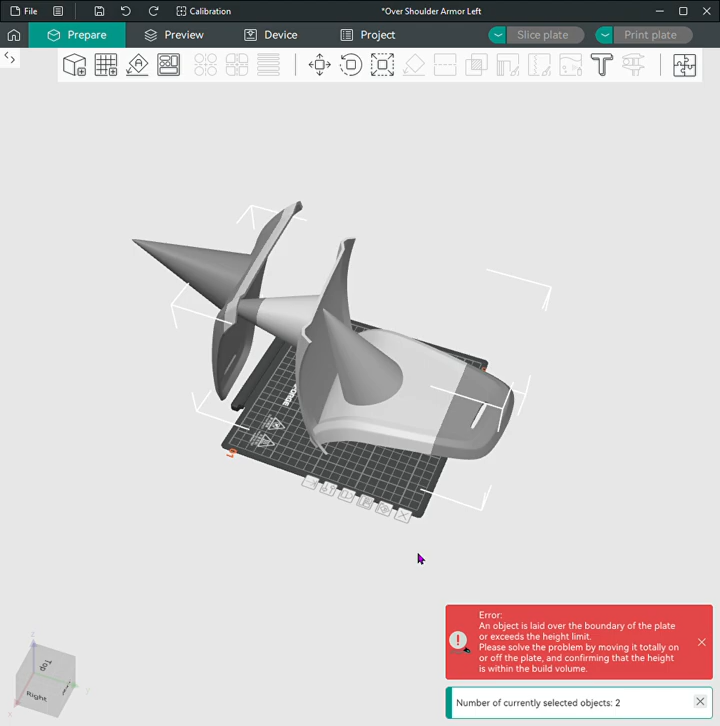 File
Calibration
*Over Shoulder Armor Left
Prepare
Preview
Device
Project
Slice plate
Print plate
01
Error:
An object is laid over the boundary of the plate
or exceeds the height limit.
Please solve the problem by moving it totally on
or off the plate, and confirming that the height
is within the build volume.
Number of currently selected objects: 2
z
Top
Right
y
x